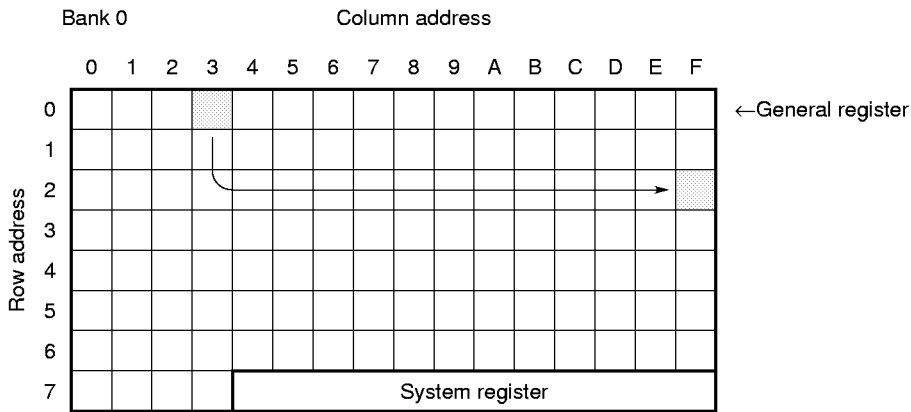 Bank 0 Column address
0 1 2 3 4 5 6 7 8 9 A B C D E F
0 ←General register
1
2
3
4
5
6
7 System register
Row address